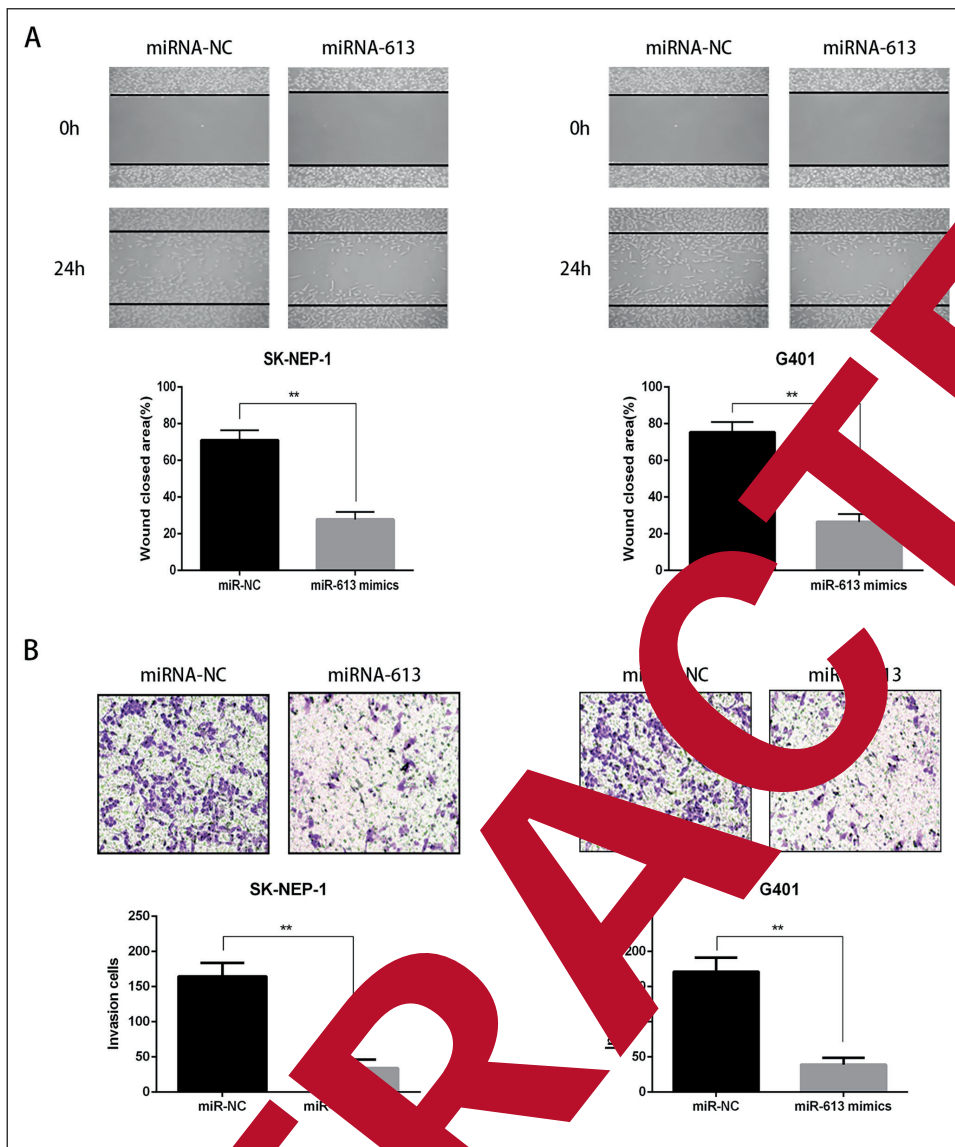 A
miRNA-NC miRNA-613 miRNA-NC miRNA-613
0h 0h
24h 24h
SK-NEP-1 G401
Wound closed area(%) Wound closed area(%)
100 100
80 80
60 60
40 40
20 20
0 0
** **
miR-NC miR-613 mimics miR-613 mimics
B
miRNA-NC miRNA-613
SK-NEP-1 G401
Invasion cells
250
200
150
100
50 50
0 0
** **
miR-NC miR-NC miR-613 mimics
RACTE